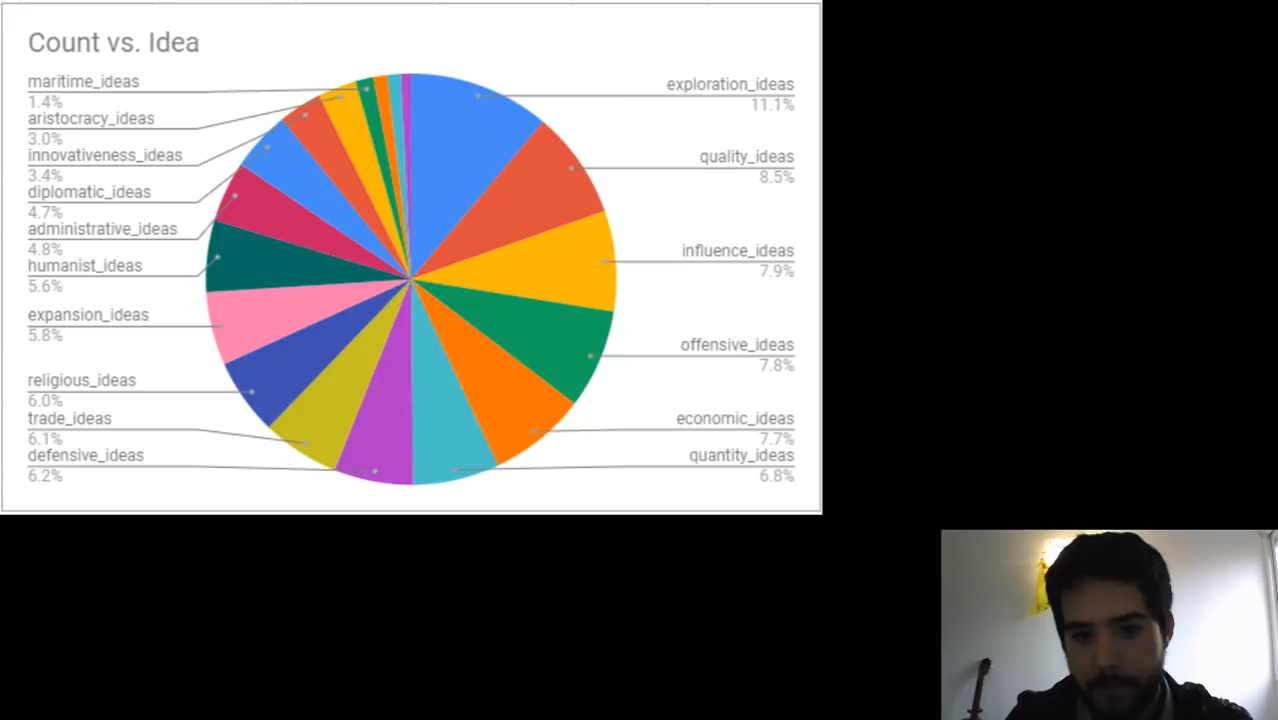 Count vs. Idea
maritime_ideas
1.4%
aristocracy_ideas
3.0%
innovativeness_ideas
3.4%
diplomatic_ideas
4.7%
administrative_ideas
4.8%
humanist_ideas
5.6%
expansion_ideas
5.8%
religious_ideas
6.0%
trade_ideas
6.1%
defensive_ideas
6.2%
exploration_ideas
11.1%
quality_ideas
8.5%
influence_ideas
7.9%
offensive_ideas
7.8%
economic_ideas
7.7%
quantity_ideas
6.8%